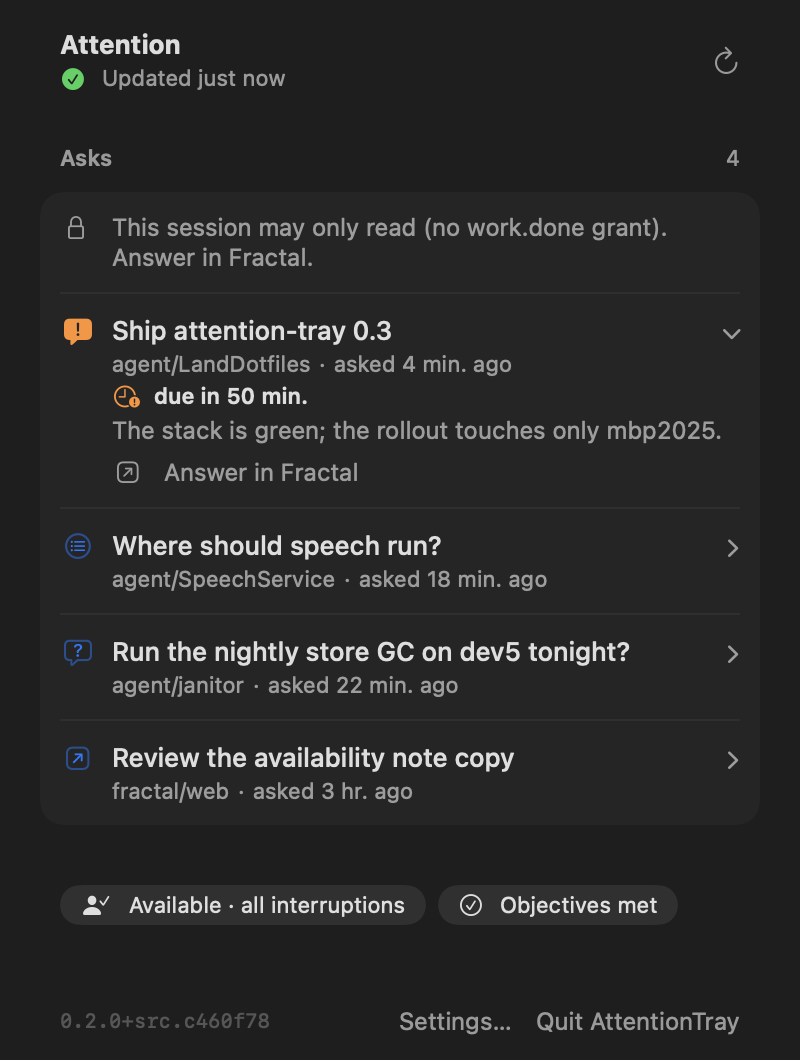 Attention
Updated just now
Asks
4
This session may only read (no work.done grant).
Answer in Fractal.
Ship attention-tray 0.3
agent/LandDotfiles · asked 4 min. ago
due in 50 min.
The stack is green; the rollout touches only mbp2025.
Answer in Fractal
Where should speech run?
agent/SpeechService · asked 18 min. ago
Run the nightly store GC on dev5 tonight?
agent/janitor · asked 22 min. ago
Review the availability note copy
fractal/web · asked 3 hr. ago
Available · all interruptions
Objectives met
0.2.0+src.c460f78
Settings...
Quit AttentionTray